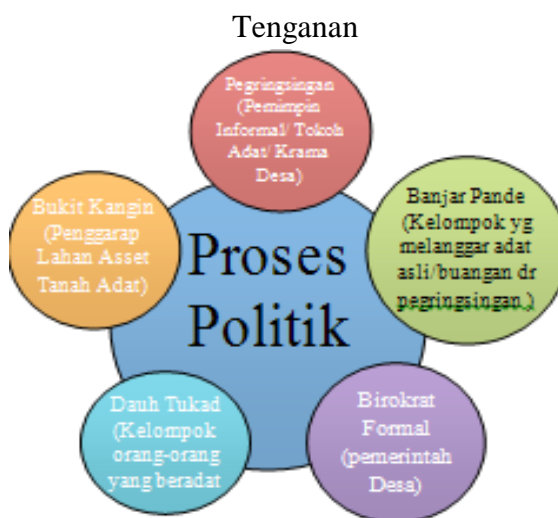 Tenganan
Pegringsingan
(Pemimpin
Informal/ Tokoh
Adat/ Krama
Desa)
Bukit Kangin
(Penggarap
Lahan Asset
Tanah Adat)
Banjar Pande
(Kelompok yg
melanggar adat
asli/buangan dr
pegringsingan )
Proses
Politik
Dauh Tukad
(Kelompok
orang-orang
yang beradat
Birokrat
Formal
(pemerintah
Desa)